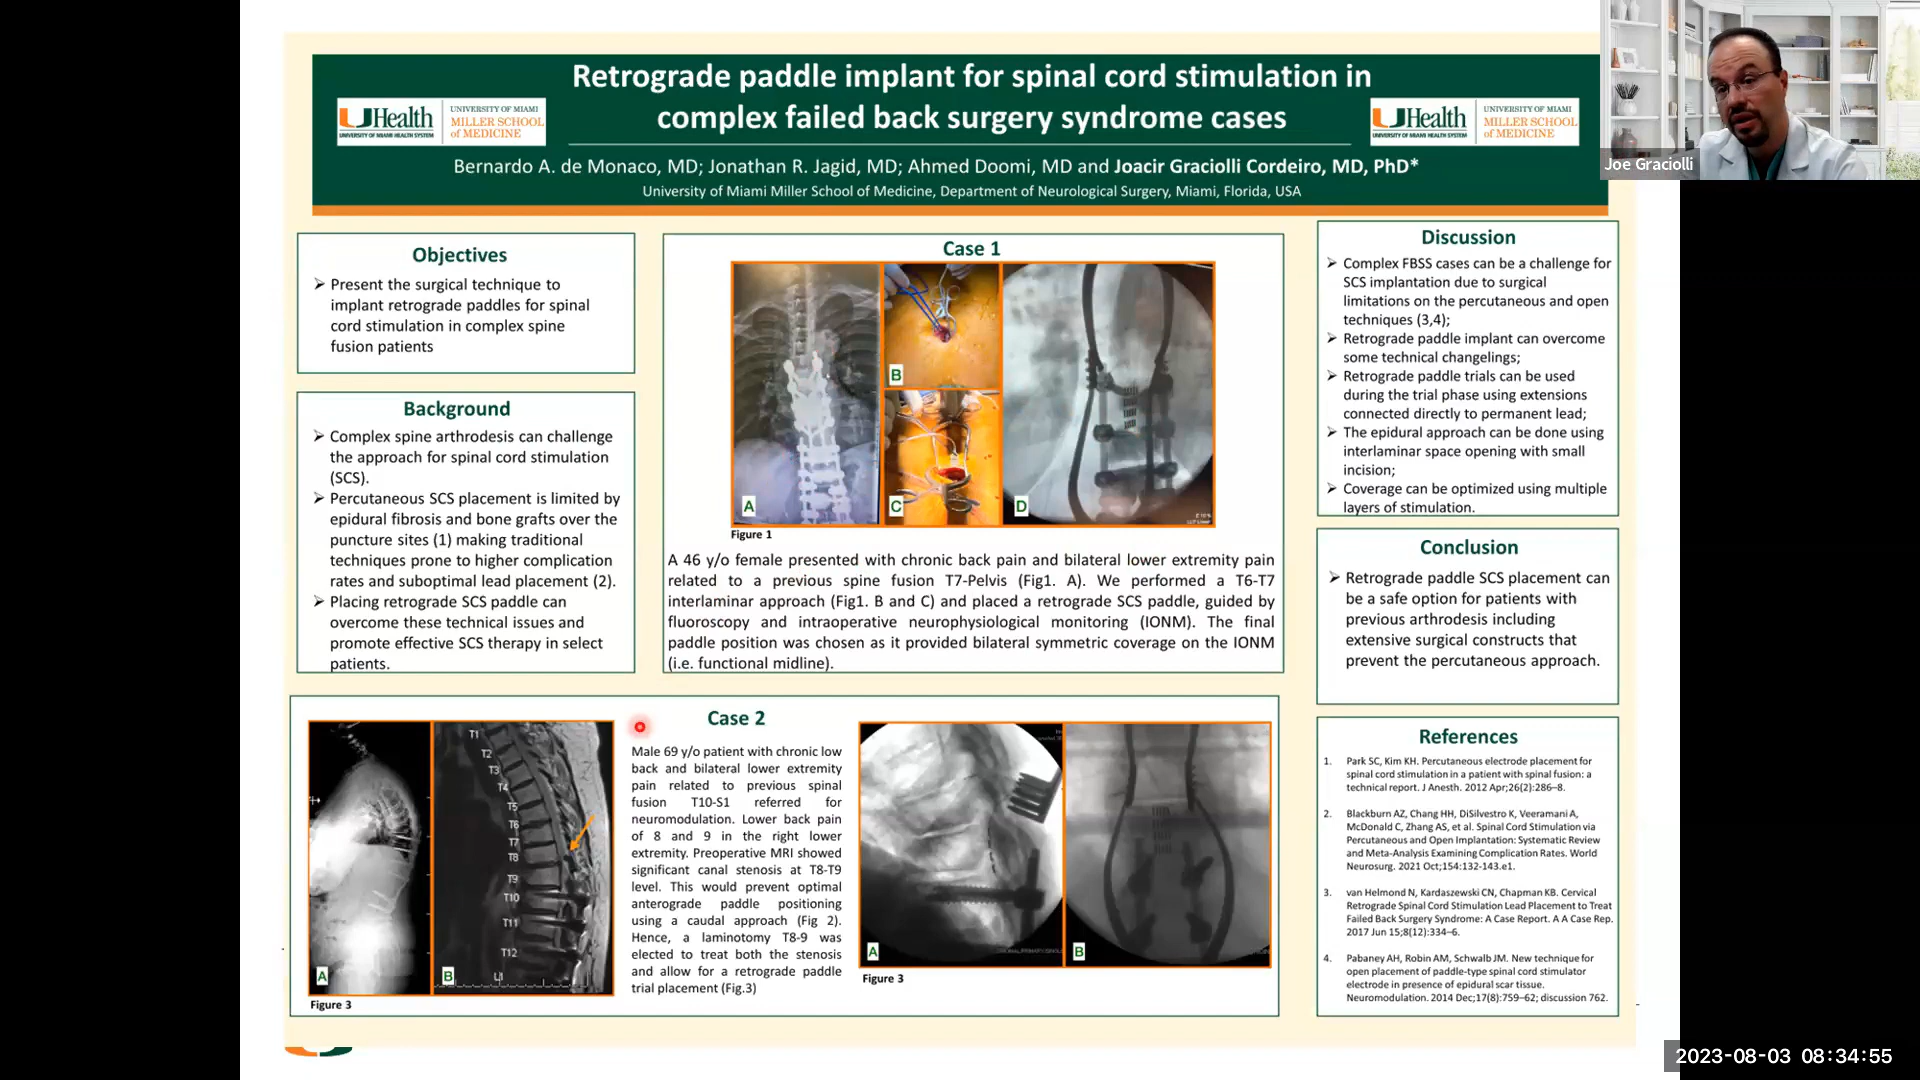 Retrograde paddle implant for spinal cord stimulation in
complex failed back surgery syndrome cases
UHealth
UNIVERSITY OF MIAMI HEALTH SYSTEM
UNIVERSITY OF MIAMI
MILLER SCHOOL
of MEDICINE
UHealth
UNIVERSITY OF MIAMI HEALTH SYSTEM
UNIVERSITY OF MIAMI
MILLER SCHOOL
of MEDICINE
Bernardo A. de Monaco, MD; Jonathan R. Jagid, MD; Ahmed Doomi, MD and Joacir Graciolli Cordeiro, MD, PhD*
University of Miami Miller School of Medicine, Department of Neurological Surgery, Miami, Florida, USA
Joe Graciolli
Objectives
➢ Present the surgical technique to
implant retrograde paddles for spinal
cord stimulation in complex spine
fusion patients
Background
➢ Complex spine arthrodesis can challenge
the approach for spinal cord stimulation
(SCS).
➢ Percutaneous SCS placement is limited by
epidural fibrosis and bone grafts over the
puncture sites (1) making traditional
techniques prone to higher complication
rates and suboptimal lead placement (2).
➢ Placing retrograde SCS paddle can
overcome these technical issues and
promote effective SCS therapy in select
patients.
Case 1
A
B
C
D
Figure 1
A 46 y/o female presented with chronic back pain and bilateral lower extremity pain
related to a previous spine fusion T7-Pelvis (Fig1. A). We performed a T6-T7
interlaminar approach (Fig1. B and C) and placed a retrograde SCS paddle, guided by
fluoroscopy and intraoperative neurophysiological monitoring (IONM). The final
paddle position was chosen as it provided bilateral symmetric coverage on the IONM
(i.e. functional midline).
Case 2
T1
T2
T3
T4
T5
T6
T7
T8
T9
T10
T11
T12
L1
A
B
Figure 3
Male 69 y/o patient with chronic low
back and bilateral lower extremity
pain related to previous spinal
fusion T10-S1 referred for
neuromodulation. Lower back pain
of 8 and 9 in the right lower
extremity. Preoperative MRI showed
significant canal stenosis at T8-T9
level. This would prevent optimal
anterograde paddle positioning
using a caudal approach (Fig 2).
Hence, a laminotomy T8-9 was
elected to treat both the stenosis
and allow for a retrograde paddle
trial placement (Fig.3)
A
B
Figure 3
Discussion
➢ Complex FBSS cases can be a challenge for
SCS implantation due to surgical
limitations on the percutaneous and open
techniques (3,4);
➢ Retrograde paddle implant can overcome
some technical changelings;
➢ Retrograde paddle trials can be used
during the trial phase using extensions
connected directly to permanent lead;
➢ The epidural approach can be done using
interlaminar space opening with small
incision;
➢ Coverage can be optimized using multiple
layers of stimulation.
Conclusion
➢ Retrograde paddle SCS placement can
be a safe option for patients with
previous arthrodesis including
extensive surgical constructs that
prevent the percutaneous approach.
References
1. Park SC, Kim KH. Percutaneous electrode placement for
spinal cord stimulation in a patient with spinal fusion: a
technical report. J Anesth. 2012 Apr;26(2):286–8.
2. Blackburn AZ, Chang HH, DiSilvestro K, Veeramani A,
McDonald C, Zhang AS, et al. Spinal Cord Stimulation via
Percutaneous and Open Implantation: Systematic Review
and Meta-Analysis Examining Complication Rates. World
Neurosurg. 2021 Oct;154:132-143.e1.
3. van Helmond N, Kardaszewski CN, Chapman KB. Cervical
Retrograde Spinal Cord Stimulation Lead Placement to Treat
Failed Back Surgery Syndrome: A Case Report. A A Case Rep.
2017 Jun 15;8(12):334–6.
4. Pabaney AH, Robin AM, Schwalb JM. New technique for
open placement of paddle-type spinal cord stimulator
electrode in presence of epidural scar tissue.
Neuromodulation. 2014 Dec;17(8):759–62; discussion 762.
2023-08-03 08:34:55